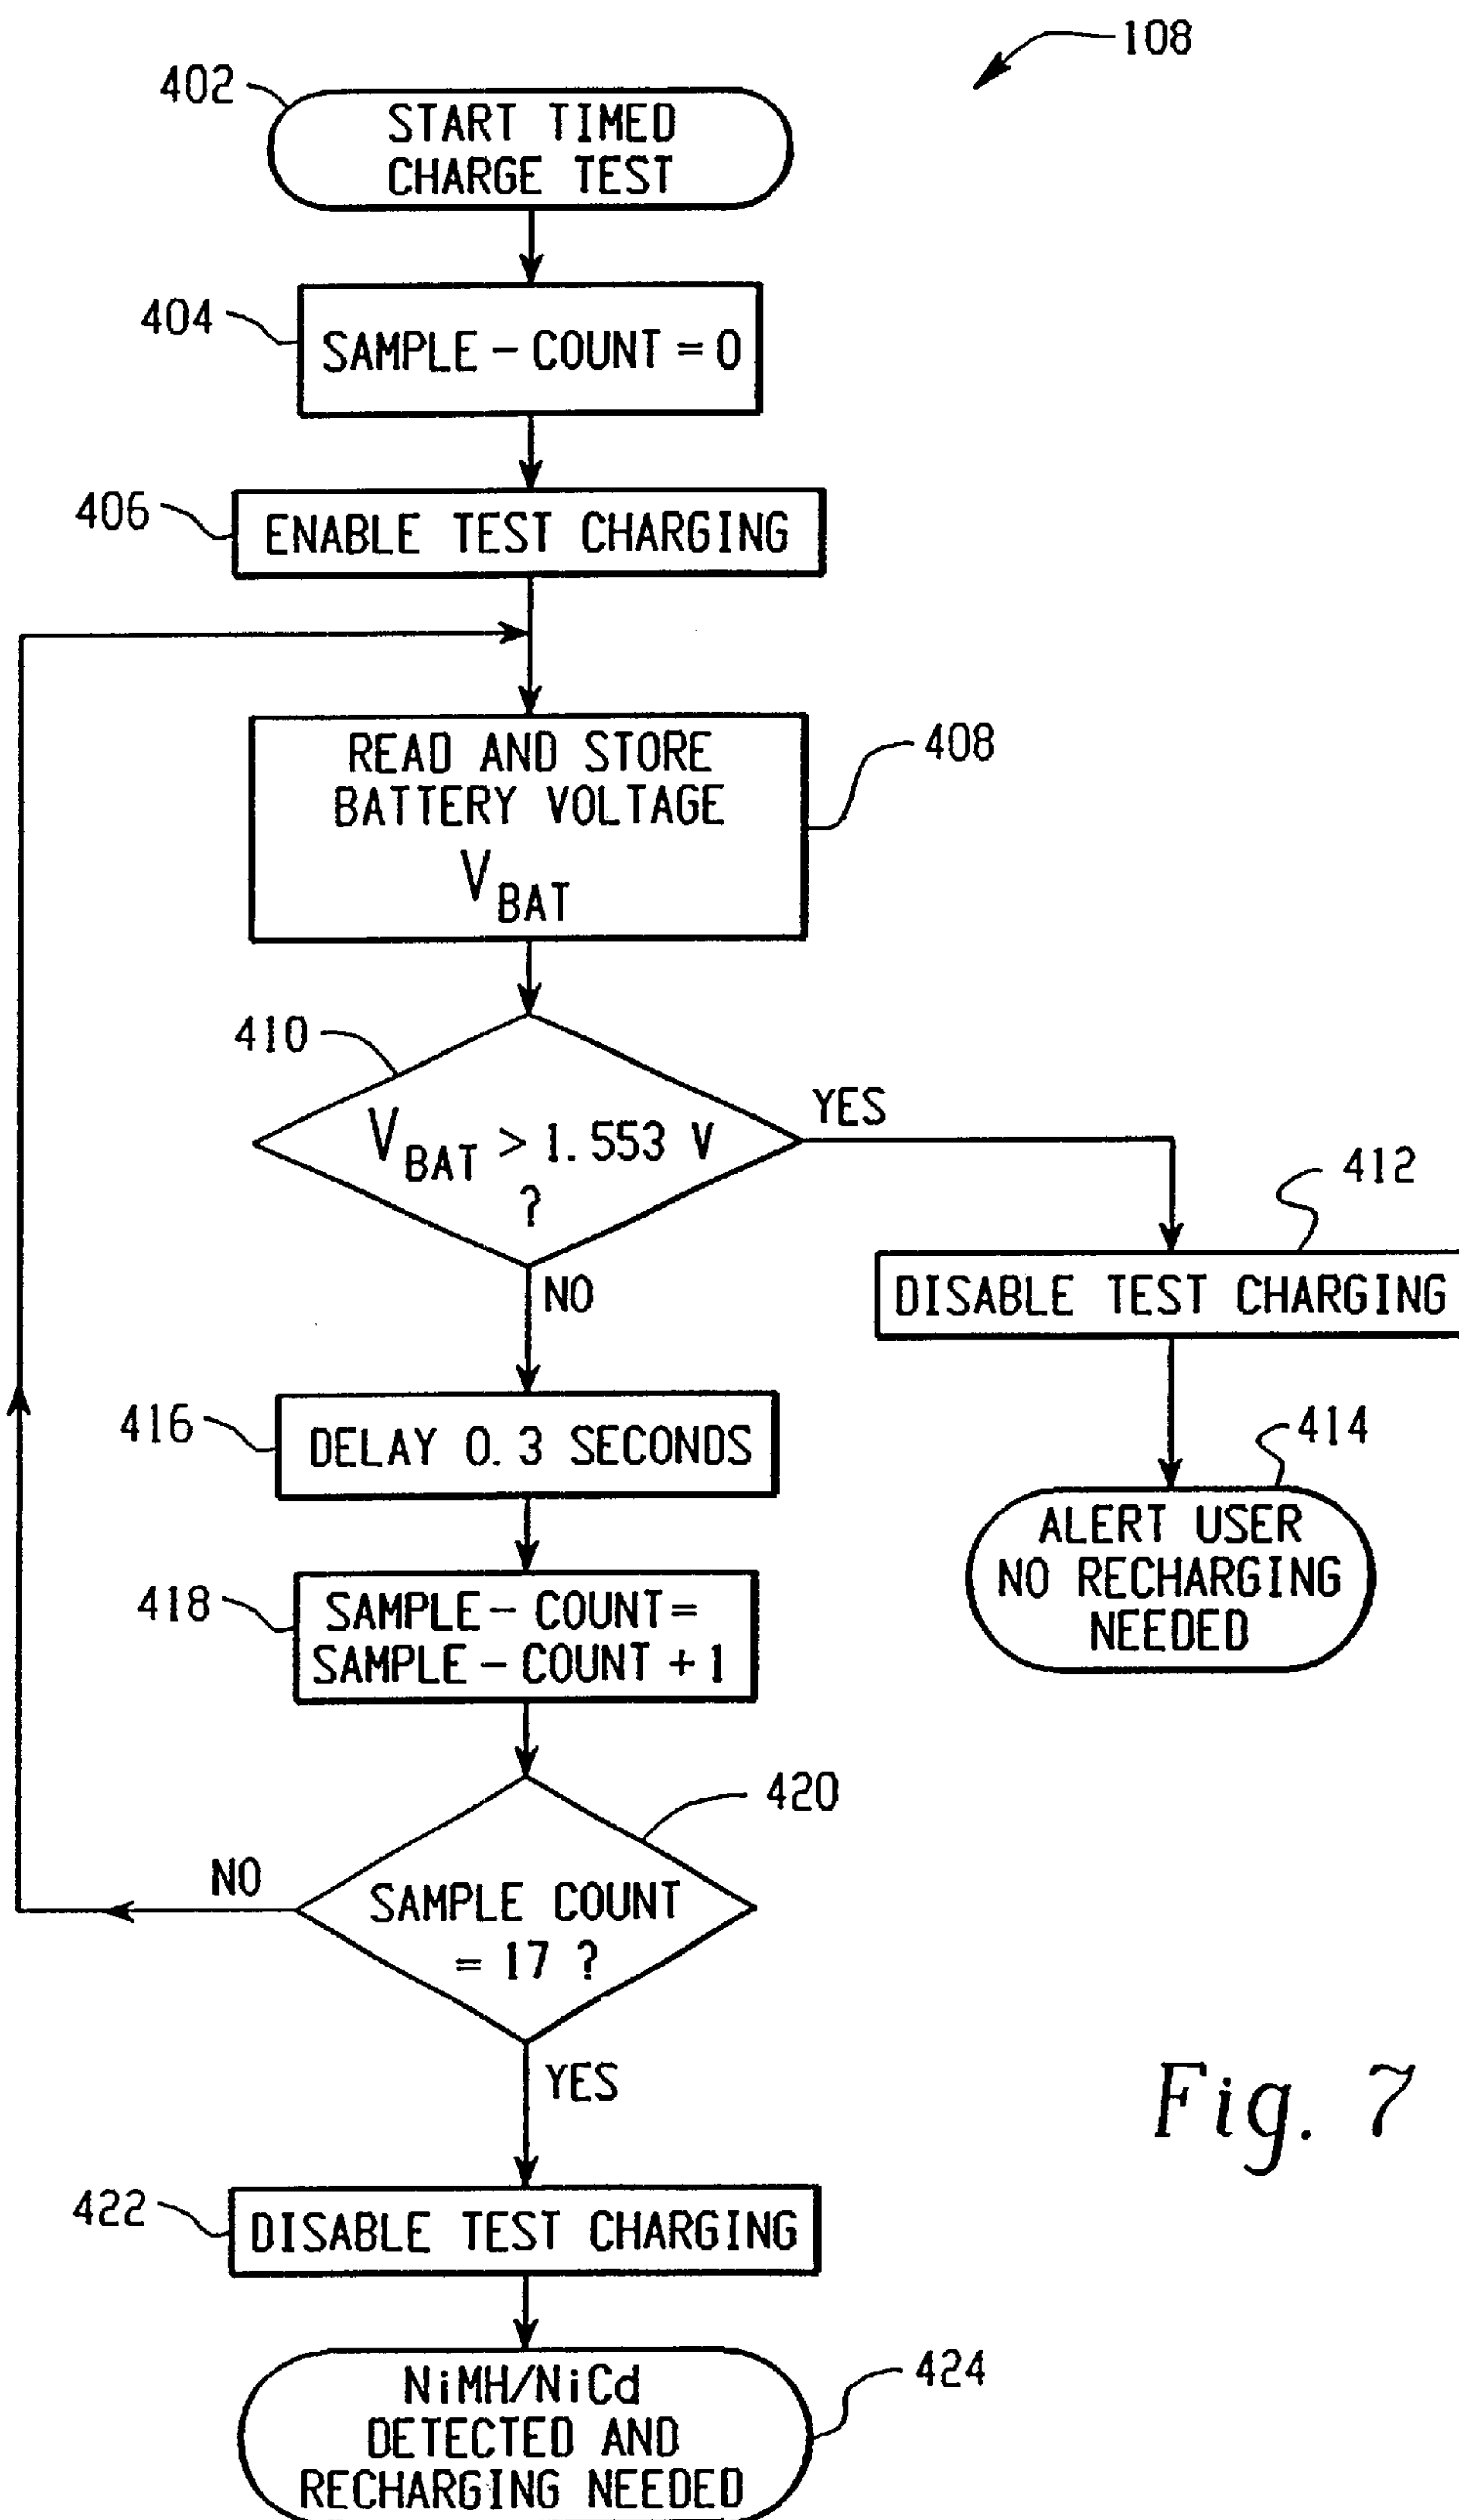 108
402
START TIMED
CHARGE TEST
404
SAMPLE - COUNT = 0
406
ENABLE TEST CHARGING
READ AND STORE
BATTERY VOLTAGE
V BAT
408
410
V BAT > 1.553 V
?
YES
NO
412
DISABLE TEST CHARGING
414
ALERT USER
NO RECHARGING
NEEDED
416
DELAY 0.3 SECONDS
418
SAMPLE - COUNT =
SAMPLE - COUNT + 1
420
NO
SAMPLE COUNT
= 17 ?
YES
Fig. 7
422
DISABLE TEST CHARGING
NiMH/NiCd
DETECTED AND
RECHARGING NEEDED
424